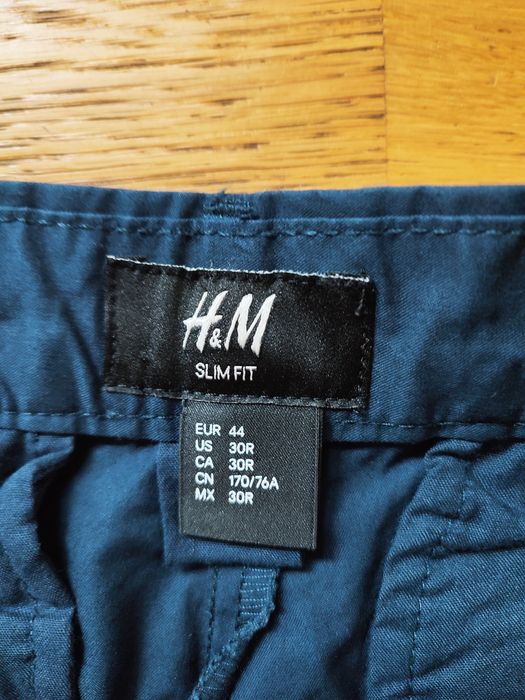 H&M
SLIM FIT
EUR 44
US 30R
CA 30R
CN 170/76A
MX 30R